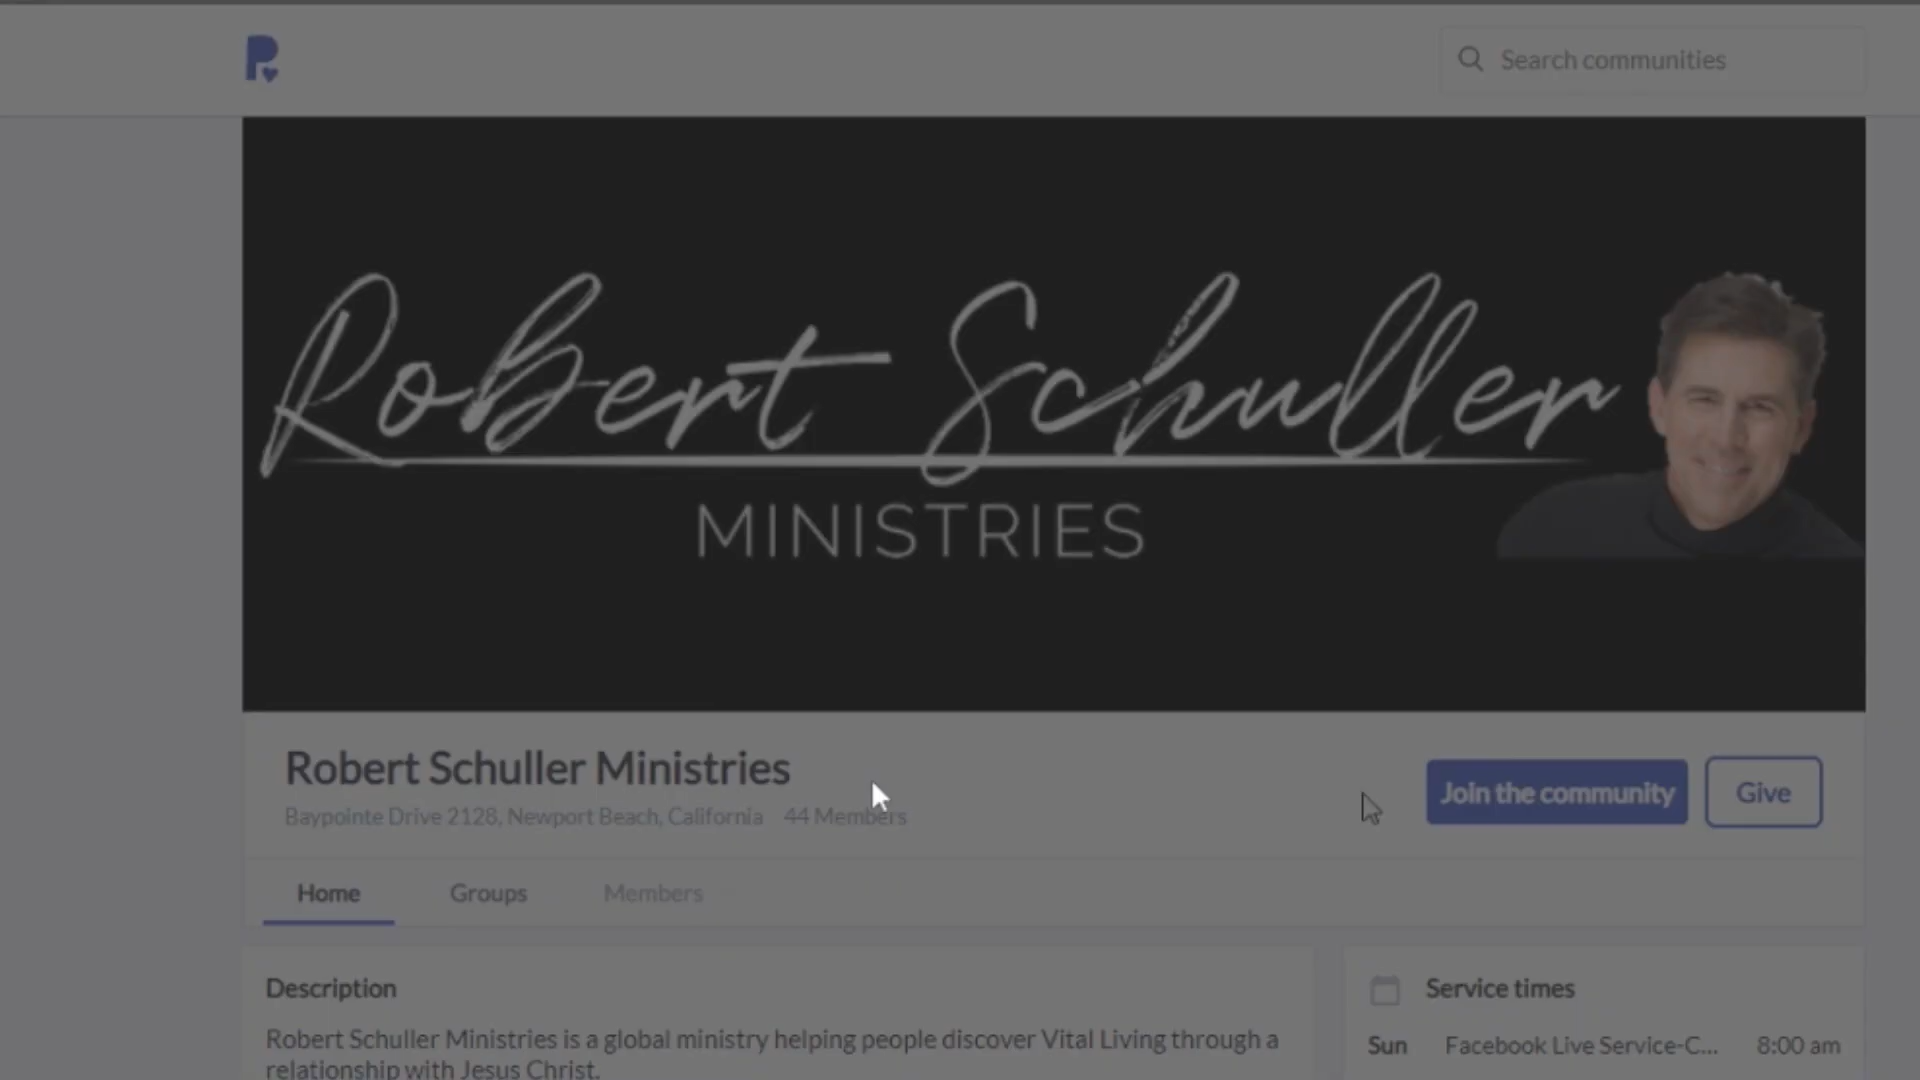 Search communities
Robert Schuller
MINISTRIES
Robert Schuller Ministries
Join the community
Give
Baypointe Drive 2128, Newport Beach, California 44 Members
Home Groups Members
Description
Service times
Robert Schuller Ministries is a global ministry helping people discover Vital Living through a
relationship with Jesus Christ.
Sun Facebook Live Service-C... 8:00 am